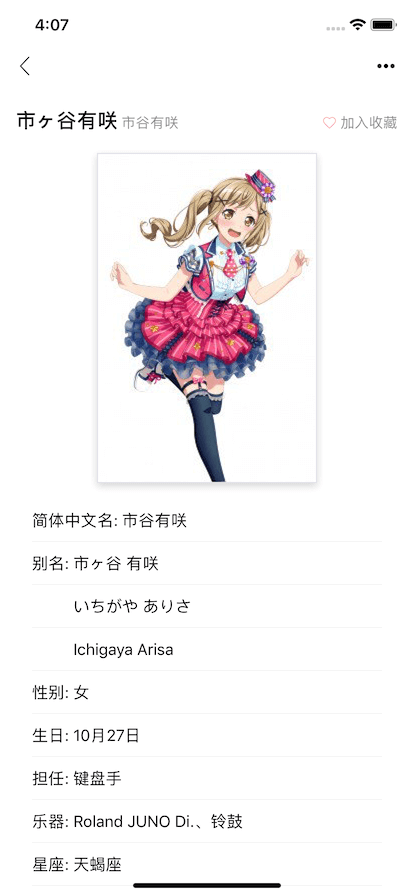 4:07
市ヶ谷有咲 市谷有咲 加入收藏
简体中文名: 市谷有咲
别名: 市ヶ谷 有咲
いちがや ありさ
Ichigaya Arisa
性别: 女
生日: 10月27日
担任: 键盘手
乐器: Roland JUNO Di.、铃鼓
星座: 天蝎座